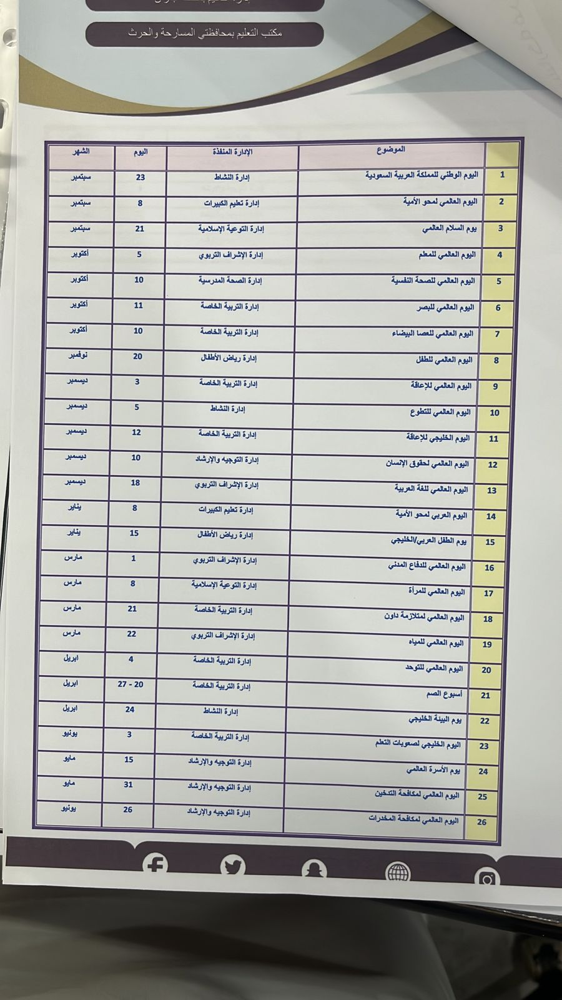 مكتب التعليم بمحافظتي المسارحة والحرث
الموضوع الإدارة المنفذة اليوم الشهر
1 اليوم الوطني للمملكة العربية السعودية إدارة النشاط 23 سبتمبر
2 اليوم العالمي لمحو الأمية إدارة تعليم الكبيرات 8 سبتمبر
3 يوم السلام العالمي إدارة التوعية الإسلامية 21 سبتمبر
4 اليوم العالمي للمعلم إدارة الإشراف التربوي 5 أكتوبر
5 اليوم العالمي للصحة النفسية إدارة الصحة المدرسية 10 أكتوبر
6 اليوم العالمي للبصر إدارة التربية الخاصة 11 أكتوبر
7 اليوم العالمي للعصا البيضاء إدارة التربية الخاصة 10 أكتوبر
8 اليوم العالمي للطفل إدارة رياض الأطفال 20 نوفمبر
9 اليوم العالمي للإعاقة إدارة التربية الخاصة 3 ديسمبر
10 اليوم العالمي للتطوع إدارة النشاط 5 ديسمبر
11 اليوم الخليجي للإعاقة إدارة التربية الخاصة 12 ديسمبر
12 اليوم العالمي لحقوق الإنسان إدارة التوجيه والإرشاد 10 ديسمبر
13 اليوم العالمي للغة العربية إدارة الإشراف التربوي 18 ديسمبر
14 اليوم العربي لمحو الأمية إدارة تعليم الكبيرات 8 يناير
15 يوم الطفل العربي/الخليجي إدارة رياض الأطفال 15 يناير
16 اليوم العالمي للدفاع المدني إدارة الإشراف التربوي 1 مارس
17 اليوم العالمي للمرأة إدارة التوعية الإسلامية 8 مارس
18 اليوم العالمي لمتلازمة داون إدارة التربية الخاصة 21 مارس
19 اليوم العالمي للمياه إدارة الإشراف التربوي 22 مارس
20 اليوم العالمي للتوحد إدارة التربية الخاصة 4 ابريل
21 أسبوع الصم إدارة التربية الخاصة 20 - 27 ابريل
22 يوم البيئة الخليجي إدارة النشاط 24 ابريل
23 اليوم الخليجي لصعوبات التعلم إدارة التربية الخاصة 3 يونيو
24 يوم الأسرة العالمي إدارة التوجيه والإرشاد 15 مايو
25 اليوم العالمي لمكافحة التدخين إدارة التوجيه والإرشاد 31 مايو
26 اليوم العالمي لمكافحة المخدرات إدارة التوجيه والإرشاد 26 يونيو